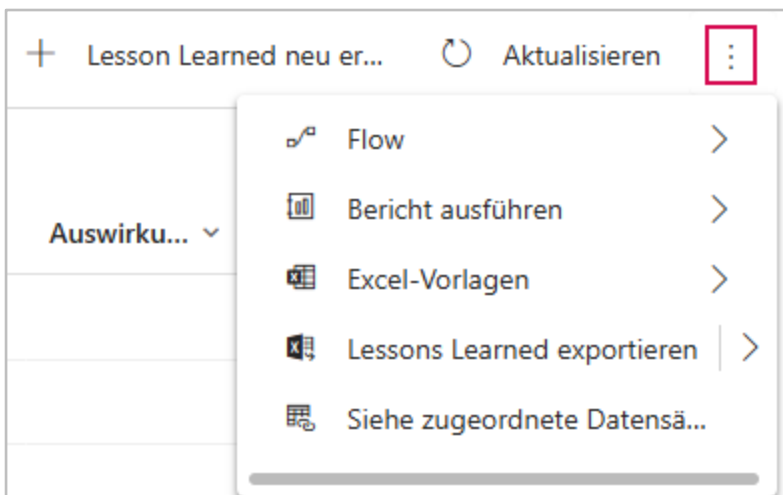 Lesson Learned neu er... Aktualisieren
Flow
Bericht ausführen
Auswirku...
Excel-Vorlagen
Lessons Learned exportieren
Siehe zugeordnete Datensä...